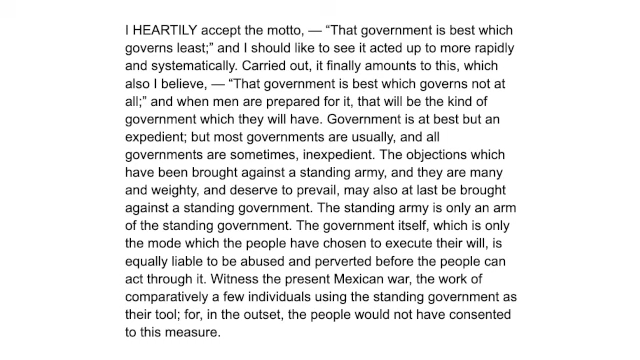 I HEARTILY accept the motto, — “That government is best which
governs least;” and I should like to see it acted up to more rapidly
and systematically. Carried out, it finally amounts to this, which
also I believe, — “That government is best which governs not at
all;” and when men are prepared for it, that will be the kind of
government which they will have. Government is at best but an
expedient; but most governments are usually, and all
governments are sometimes, inexpedient. The objections which
have been brought against a standing army, and they are many
and weighty, and deserve to prevail, may also at last be brought
against a standing government. The standing army is only an arm
of the standing government. The government itself, which is only
the mode which the people have chosen to execute their will, is
equally liable to be abused and perverted before the people can
act through it. Witness the present Mexican war, the work of
comparatively a few individuals using the standing government as
their tool; for, in the outset, the people would not have consented
to this measure.